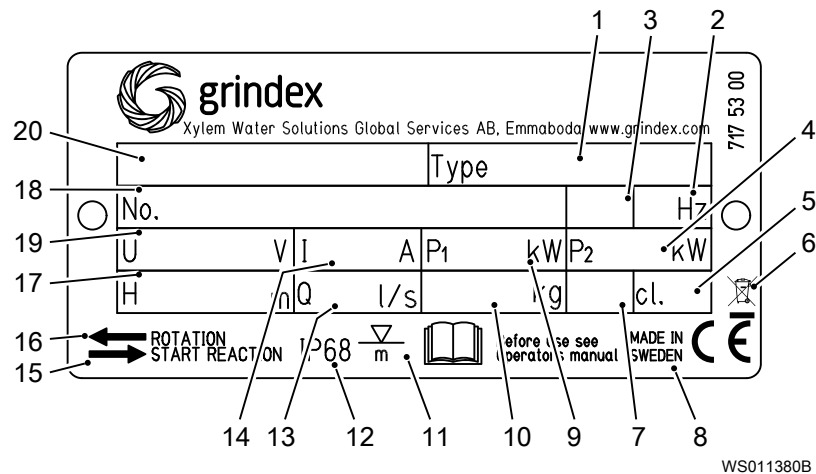 1 3 2
grindex
Xylem Water Solutions Global Services AB, Emmaboda www.grindex.com
717 53 00
20 Type 4
18 No. Hz 5
19 U V I A P1 kW P2 kW 6
17 H m Q l/s kg cl.
16 ROTATION
15 START REACTION
IP68
m
Before use see
operators manual
MADE IN
SWEDEN
CE
14 13 12 11 10 9 7 8
WS011380B